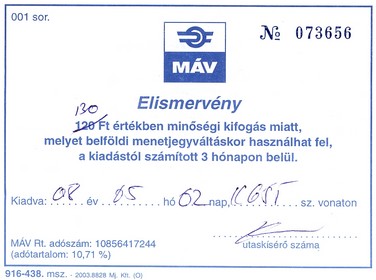 001 sor.
№ 073656
MÁV
Elismervény
130
120 Ft értékben minőségi kifogás miatt,
melyet belföldi menetjegyváltáskor használhat fel,
a kiadástól számított 3 hónapon belül.
Kiadva: 08 év 05 hó 02 nap, sz. vonaton
MÁV Rt. adószám: 10856417244
(adótartalom: 10,71 %)
utaskísérő száma
916-438. msz. - 2003.8828 Mj. Kft. (O)